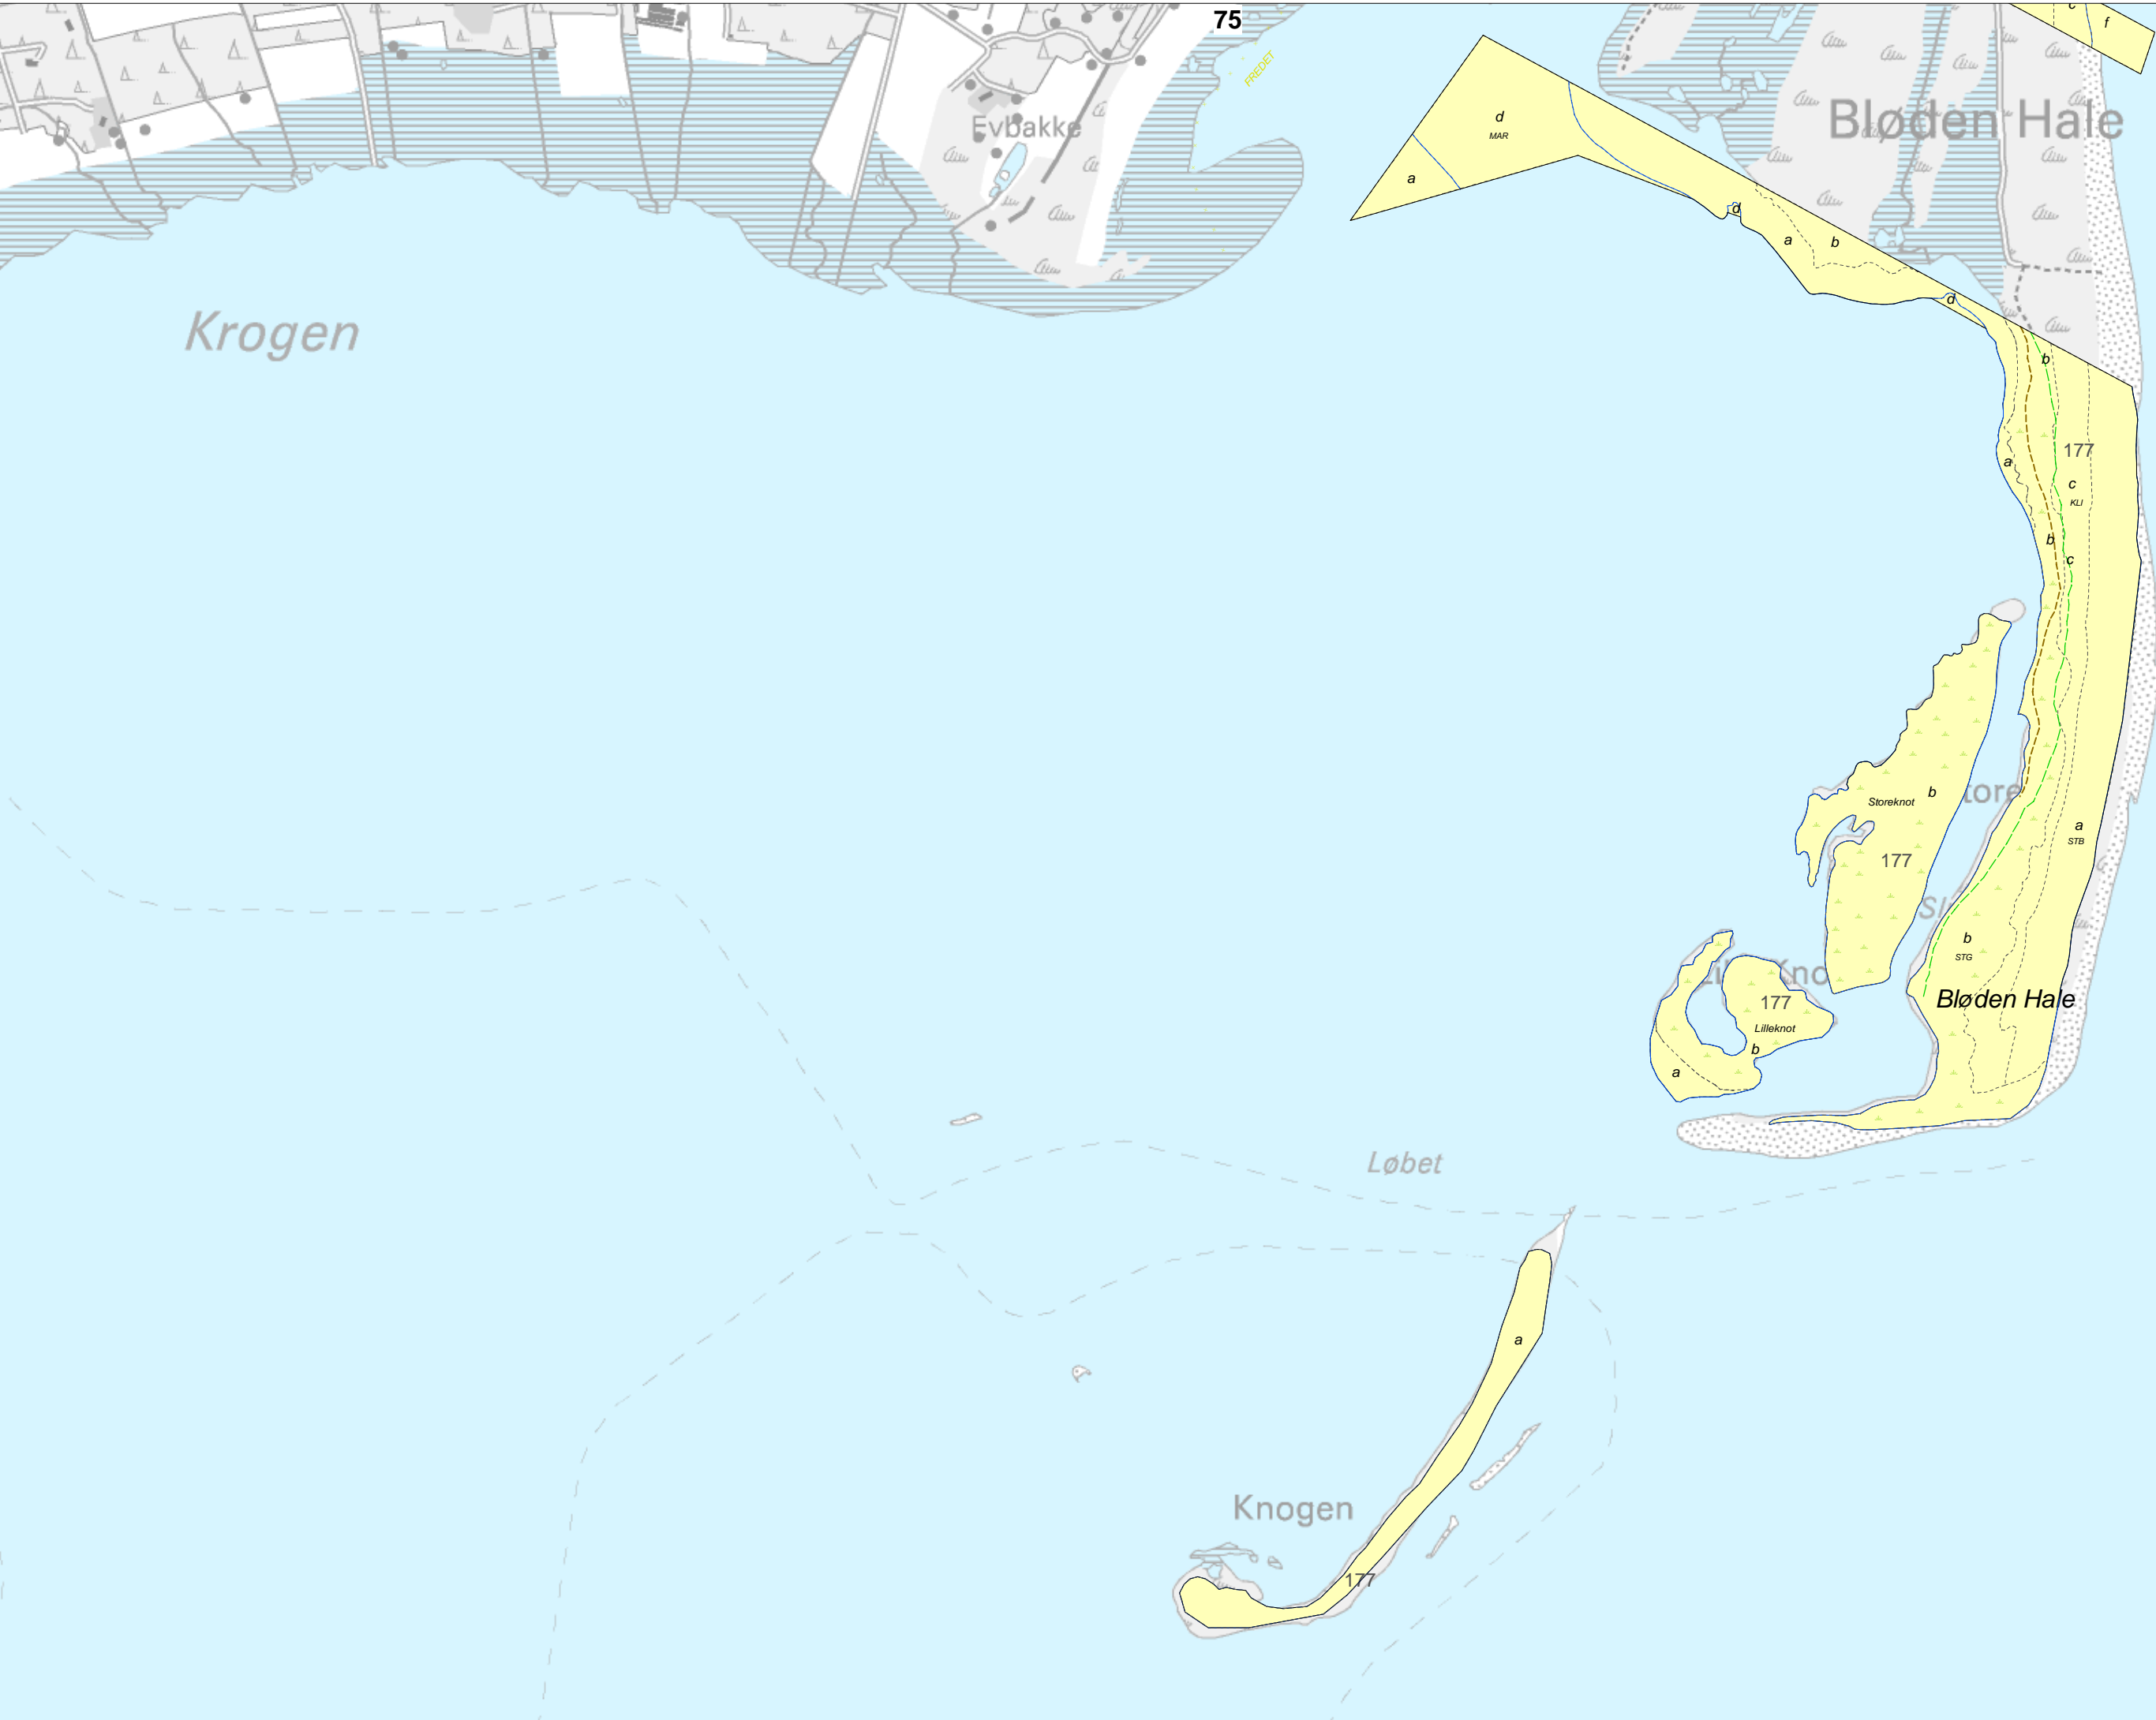 75
c
f
FREDET
d
MAR
Bløden Hale
Evbakke
a
d
a
b
d
Krogen
b
177
a
c
KLI
b
c
b
Storeknot
tore
a
STB
177
b
STG
177
Bløden Hale
Lilleknot
b
a
Løbet
a
Knogen
177